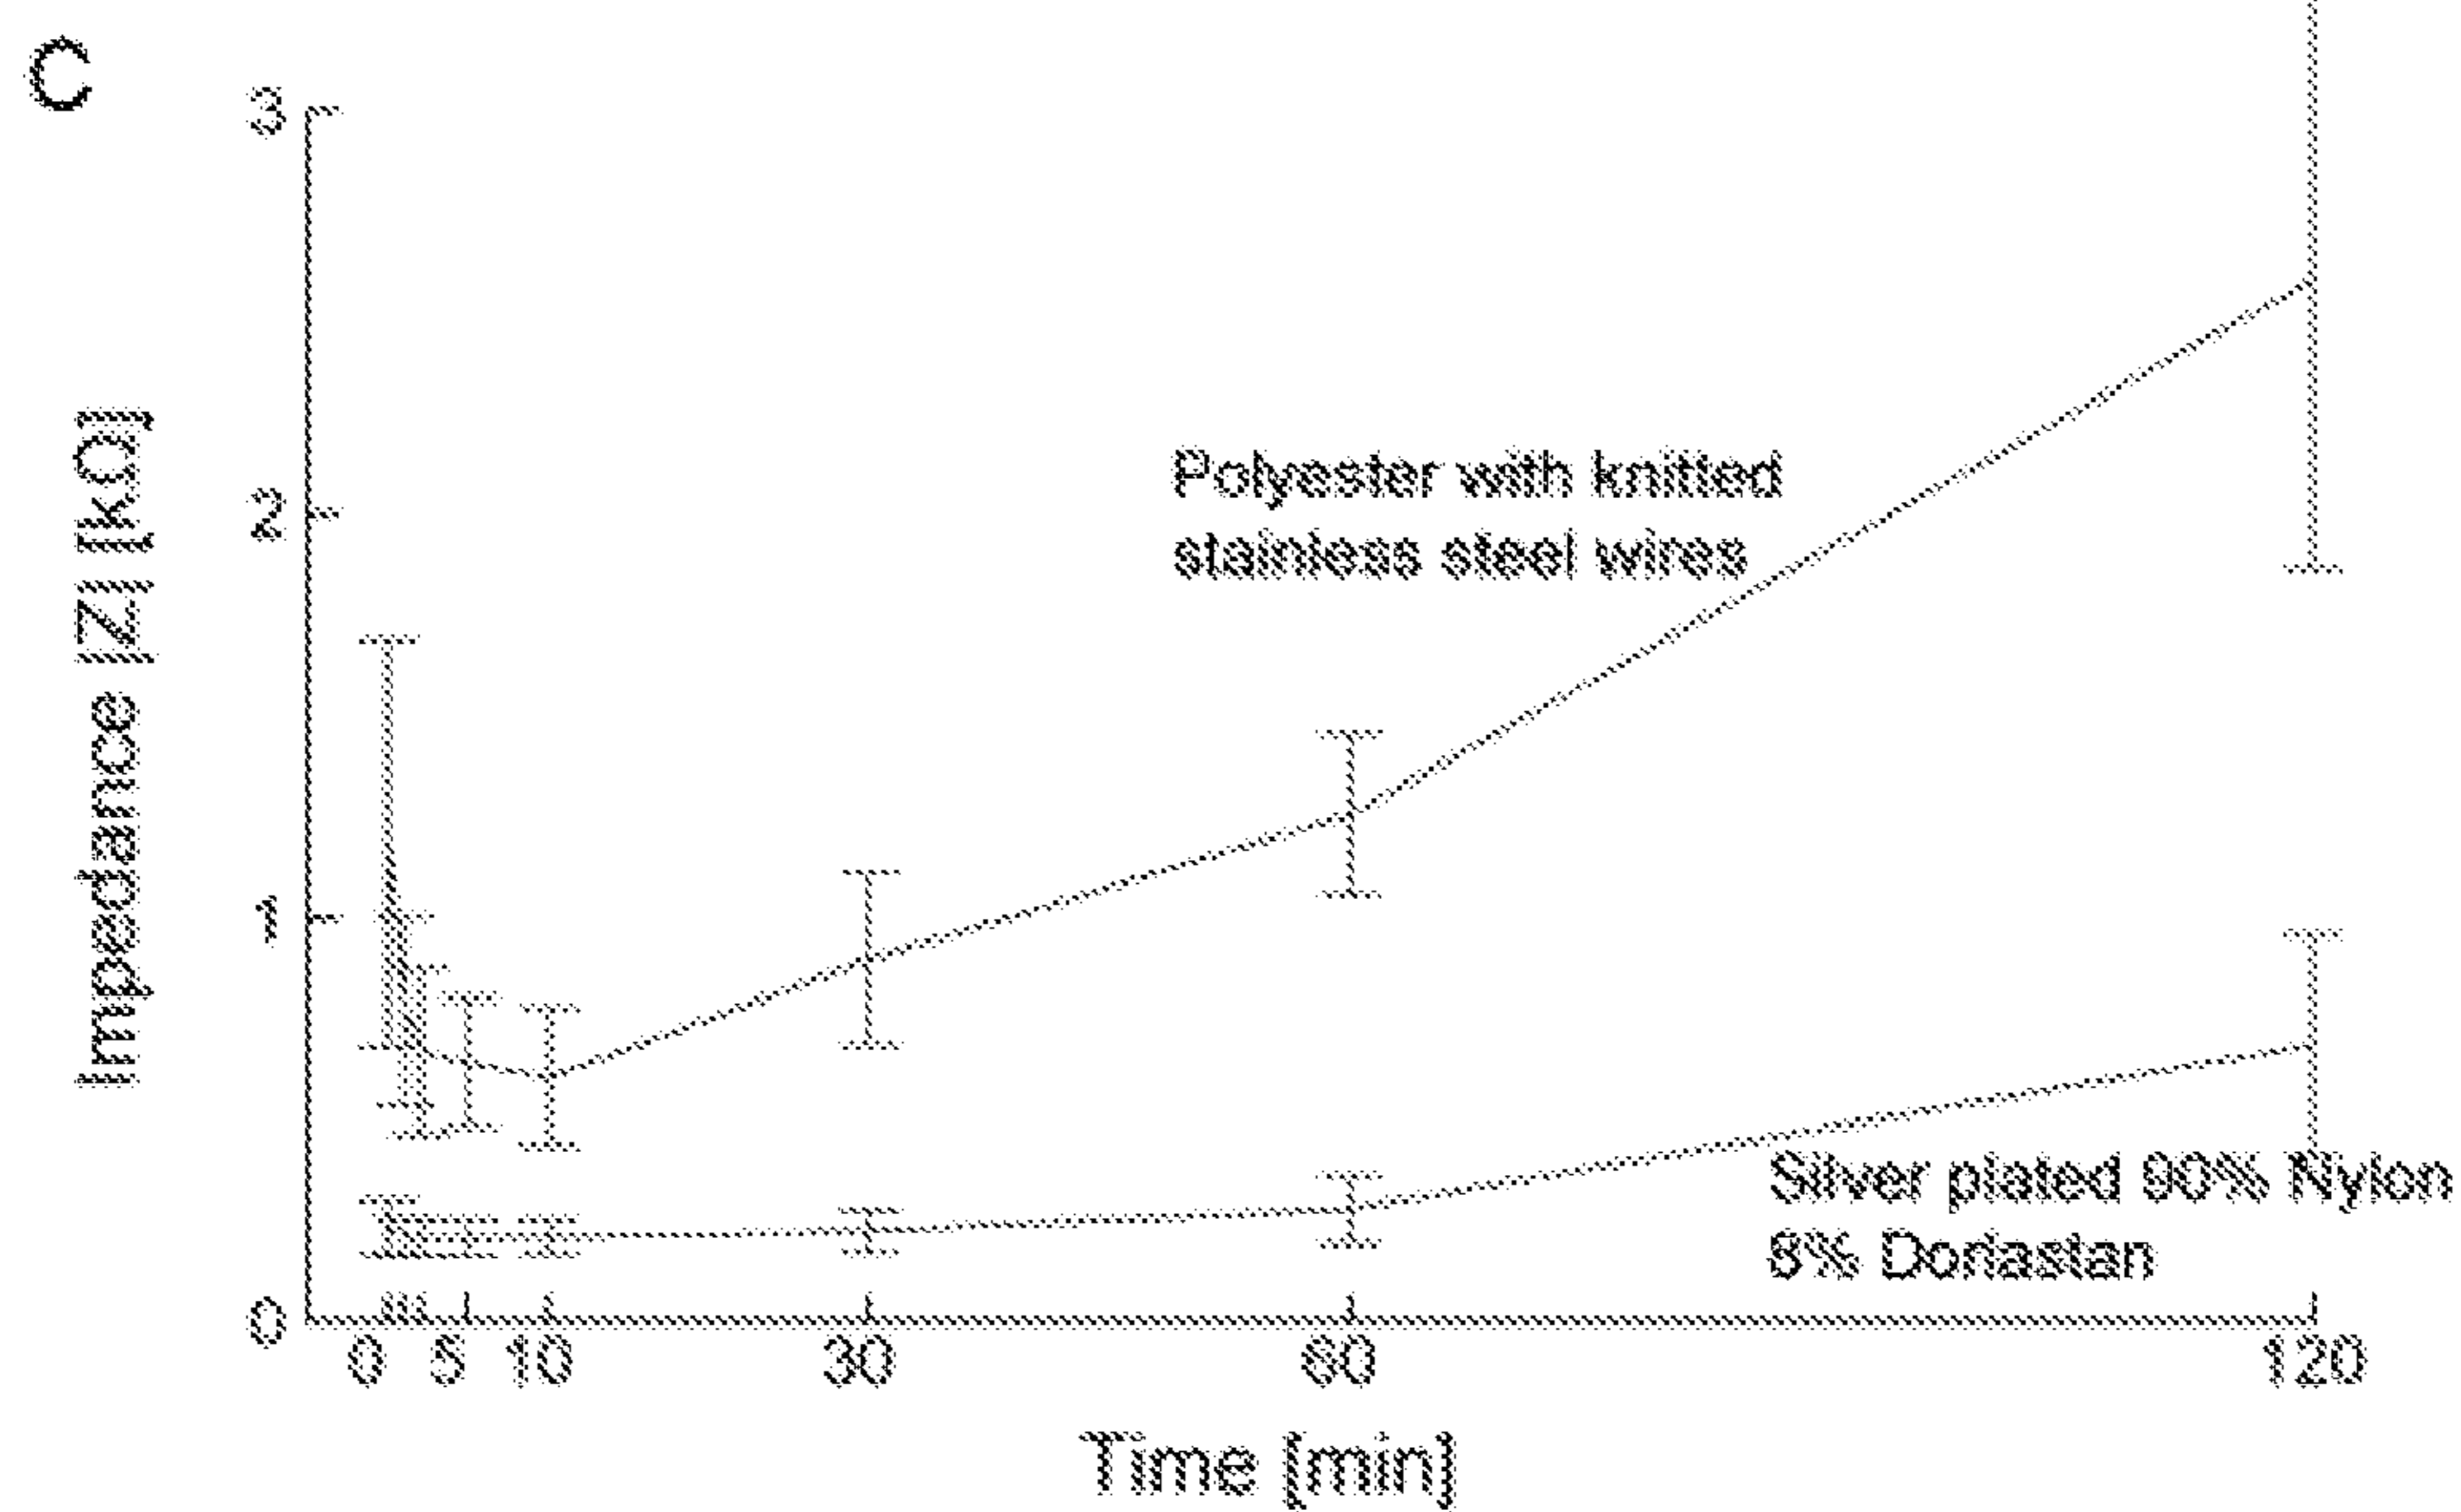 C
3
2
1
0
Impedance |Z| [kΩ]
Polyester with knitted
stainless steel wires
Silver plated 90% Nylon
8% Dorlastan
0 5 10 30 60 120
Time [min]